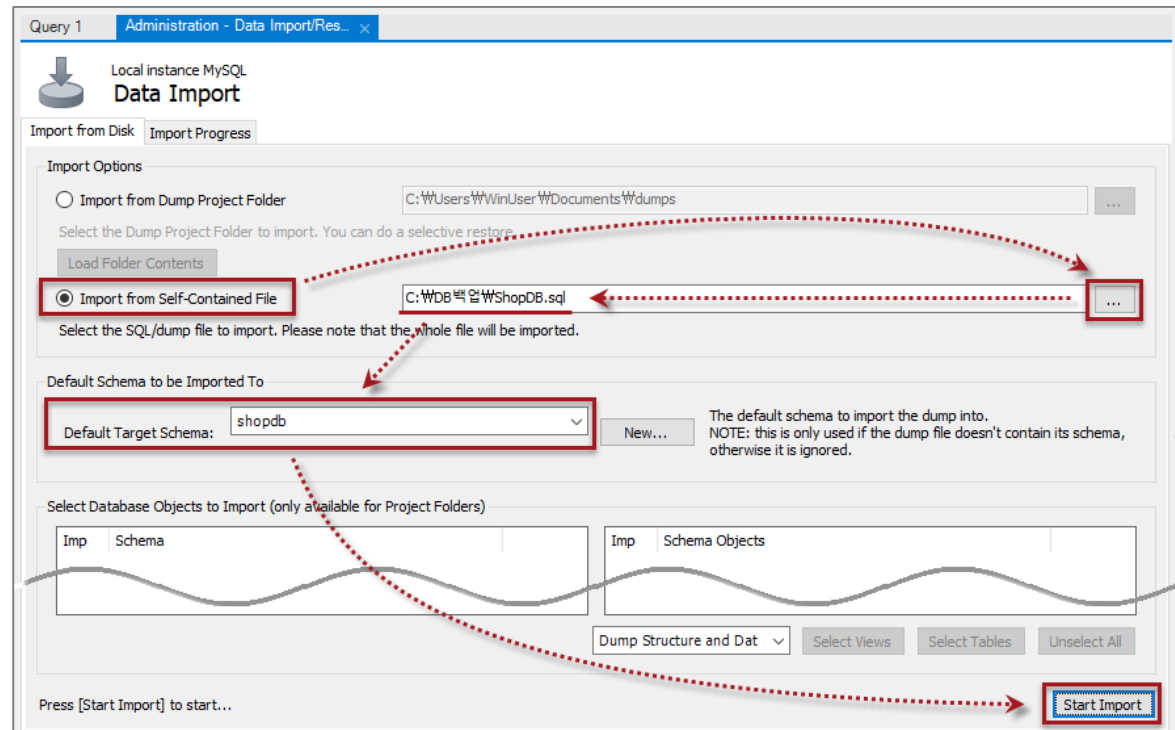 Query 1
Administration - Data Import/Res...
Local instance MySQL
Data Import
Import from Disk
Import Progress
Import Options
Import from Dump Project Folder
C:₩Users₩WinUser₩Documents₩dumps
...
Select the Dump Project Folder to import. You can do a selective restore.
Load Folder Contents
Import from Self-Contained File
C:₩DB백업₩ShopDB.sql
...
Select the SQL/dump file to import. Please note that the whole file will be imported.
Default Schema to be Imported To
Default Target Schema:
shopdb
New...
The default schema to import the dump into.
NOTE: this is only used if the dump file doesn't contain its schema,
otherwise it is ignored.
Select Database Objects to Import (only available for Project Folders)
Imp Schema
Imp Schema Objects
Dump Structure and Dat
Select Views
Select Tables
Unselect All
Press [Start Import] to start...
Start Import